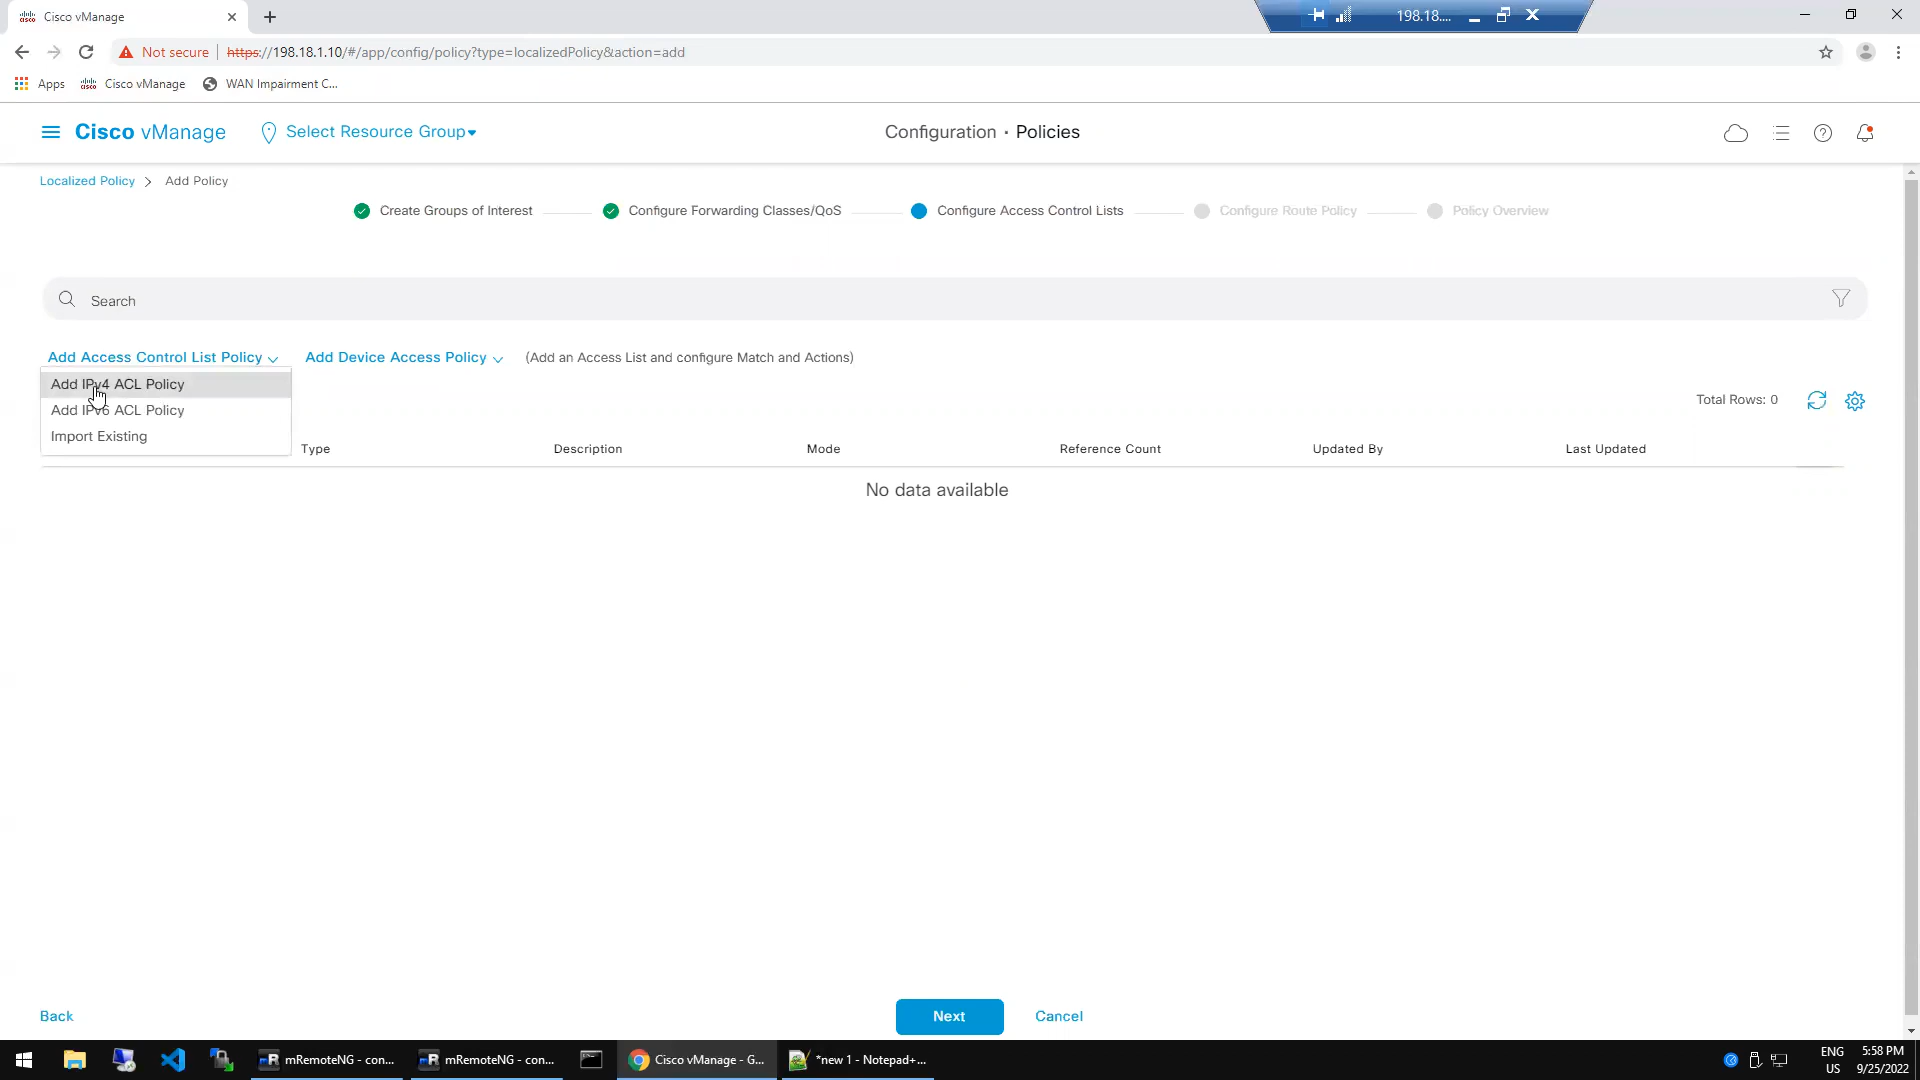 Cisco vManage
198.18....
Not secure
https://198.18.1.10/#/app/config/policy?type=localizedPolicy&action=add
Apps
Cisco vManage
WAN Impairment C...
Cisco vManage
Select Resource Group
Configuration · Policies
Localized Policy > Add Policy
Create Groups of Interest
Configure Forwarding Classes/QoS
Configure Access Control Lists
Configure Route Policy
Policy Overview
Search
Add Access Control List Policy
Add Device Access Policy
(Add an Access List and configure Match and Actions)
Add IPv4 ACL Policy
Add IPv6 ACL Policy
Import Existing
Total Rows: 0
Type
Description
Mode
Reference Count
Updated By
Last Updated
No data available
Back
Next
Cancel
mRemoteNG - con...
mRemoteNG - con...
Cisco vManage - G...
*new 1 - Notepad+...
ENG
US
5:58 PM
9/25/2022